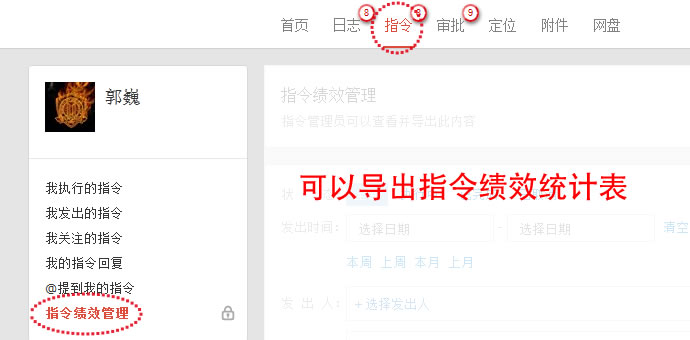 首页 日志 8 指令 8 审批 9 定位 附件 网盘
郭巍
指令绩效管理
指令管理员可以查看并导出此内容
可以导出指令绩效统计表
我执行的指令
我发出的指令
我关注的指令
我的指令回复
@提到我的指令
指令绩效管理
发出时间: 选择日期 - 选择日期 清空
本周 上周 本月 上月
发 出 人: +选择发出人